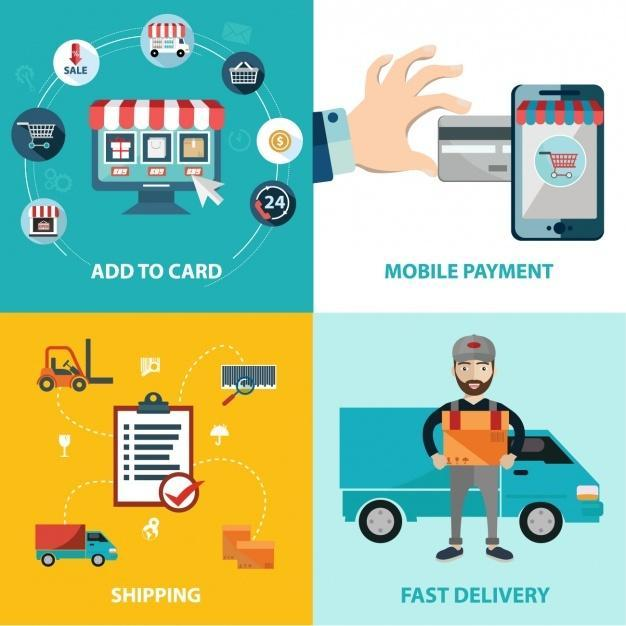 SALE
24
ADD TO CARD
MOBILE PAYMENT
SHIPPING
FAST DELIVERY